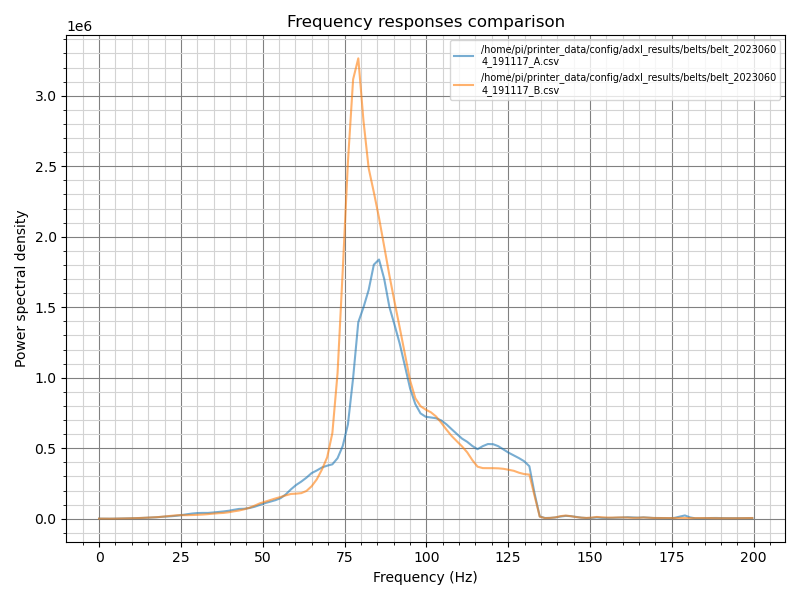 Frequency responses comparison
1e6
/home/pi/printer_data/config/adxl_results/belts/belt_2023060
4_191117_A.csv
/home/pi/printer_data/config/adxl_results/belts/belt_2023060
4_191117_B.csv
3.0
2.5
2.0
1.5
1.0
0.5
0.0
Power spectral density
0 25 50 75 100 125 150 175 200
Frequency (Hz)